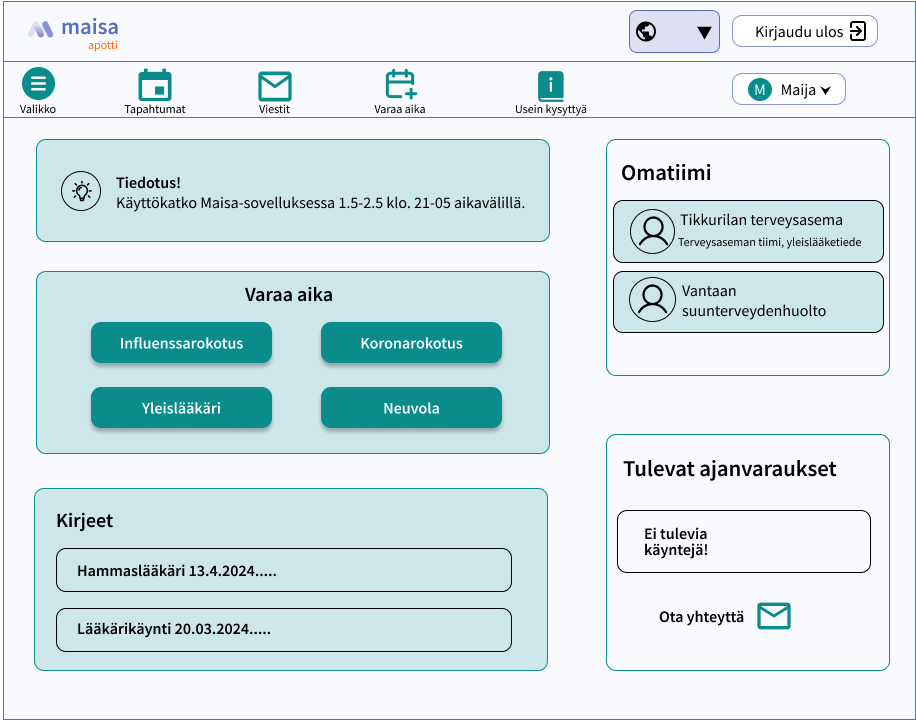 maisa
apotti
Kirjaudu ulos
Valikko
Tapahtumat
Viestit
Varaa aika
Usein kysyttyä
M
Maija
Tiedotus!
Käyttökatko Maisa-sovelluksessa 1.5-2.5 klo. 21-05 aikavälillä.
Varaa aika
Influenssarokotus
Koronarokotus
Yleislääkäri
Neuvola
Kirjeet
Hammaslääkäri 13.4.2024.....
Lääkärikäynti 20.03.2024.....
Omatiimi
Tikkurilan terveysasema
Terveysaseman tiimi, yleislääketiede
Vantaan
suunterveydenhuolto
Tulevat ajanvaraukset
Ei tulevia
käyntejä!
Ota yhteyttä